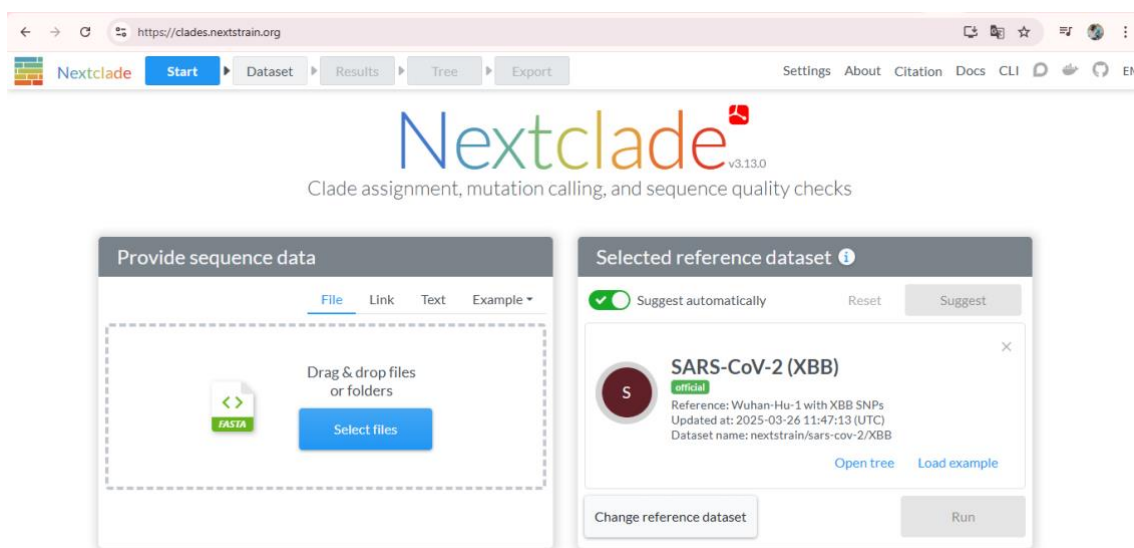 https://clades.nextstrain.org
Nextclade Start Dataset Results Tree Export Settings About Citation Docs CLI
Nextclade v3.13.0
Clade assignment, mutation calling, and sequence quality checks
Provide sequence data
File Link Text Example
Drag & drop files
or folders
FASTA
Select files
Selected reference dataset
Suggest automatically Reset Suggest
S
SARS-CoV-2 (XBB)
official
Reference: Wuhan-Hu-1 with XBB SNPs
Updated at: 2025-03-26 11:47:13 (UTC)
Dataset name: nextstrain/sars-cov-2/XBB
Open tree Load example
Change reference dataset Run